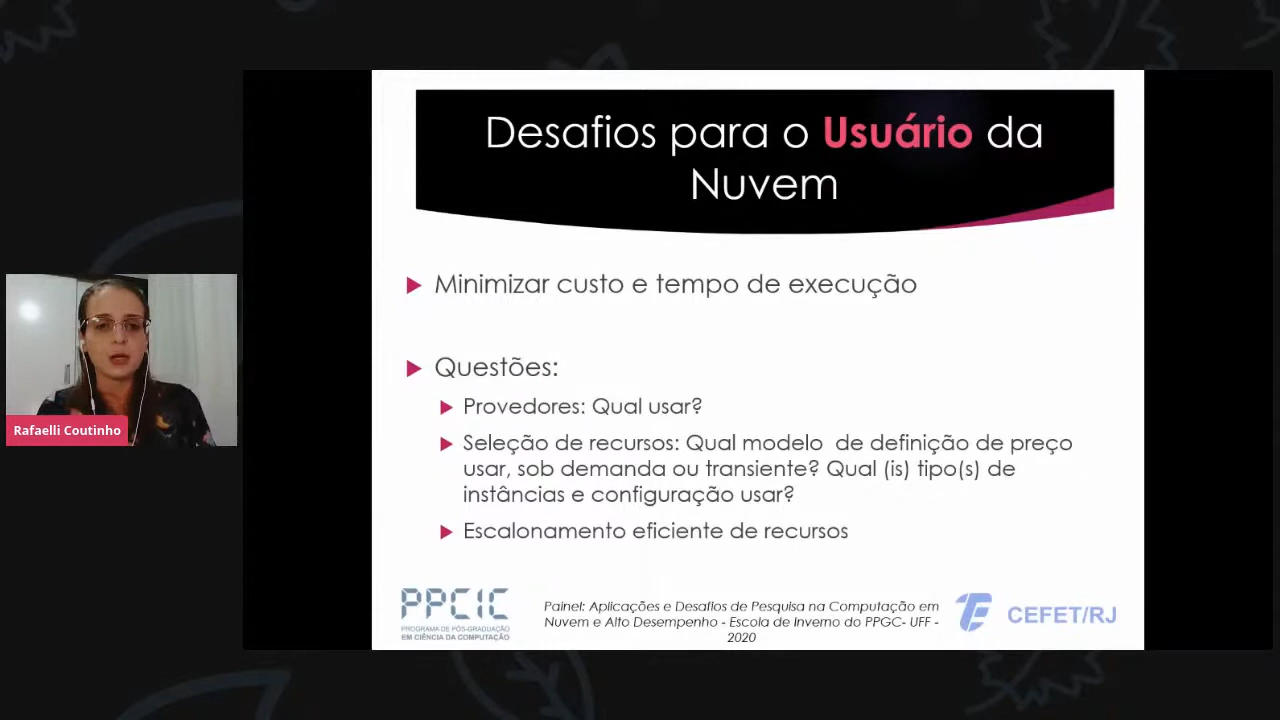 Desafios para o Usuário da
Nuvem
Minimizar custo e tempo de execução
Questões:
Provedores: Qual usar?
Seleção de recursos: Qual modelo de definição de preço
usar, sob demanda ou transiente? Qual (is) tipo(s) de
instâncias e configuração usar?
Escalonamento eficiente de recursos
Rafaelli Coutinho
PPCIC
PROGRAMA DE PÓS-GRADUAÇÃO
EM CIÊNCIA DA COMPUTAÇÃO
Painel: Aplicações e Desafios de Pesquisa na Computação em
Nuvem e Alto Desempenho - Escola de Inverno do PPGC- UFF -
2020
CEFET/RJ